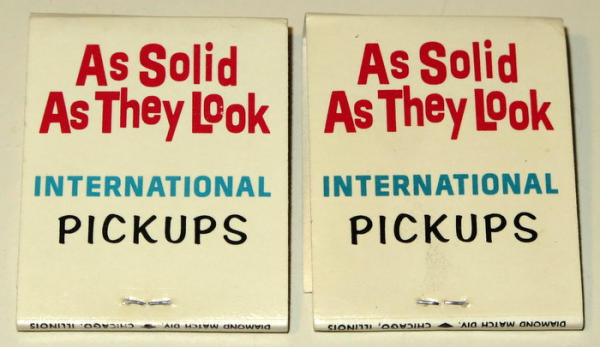 As Solid
As They Look
INTERNATIONAL
PICKUPS
DIAMOND MATCH DIV. CHICAGO, ILLINOIS
As Solid
As They Look
INTERNATIONAL
PICKUPS
DIAMOND MATCH DIV. CHICAGO, ILLINOIS